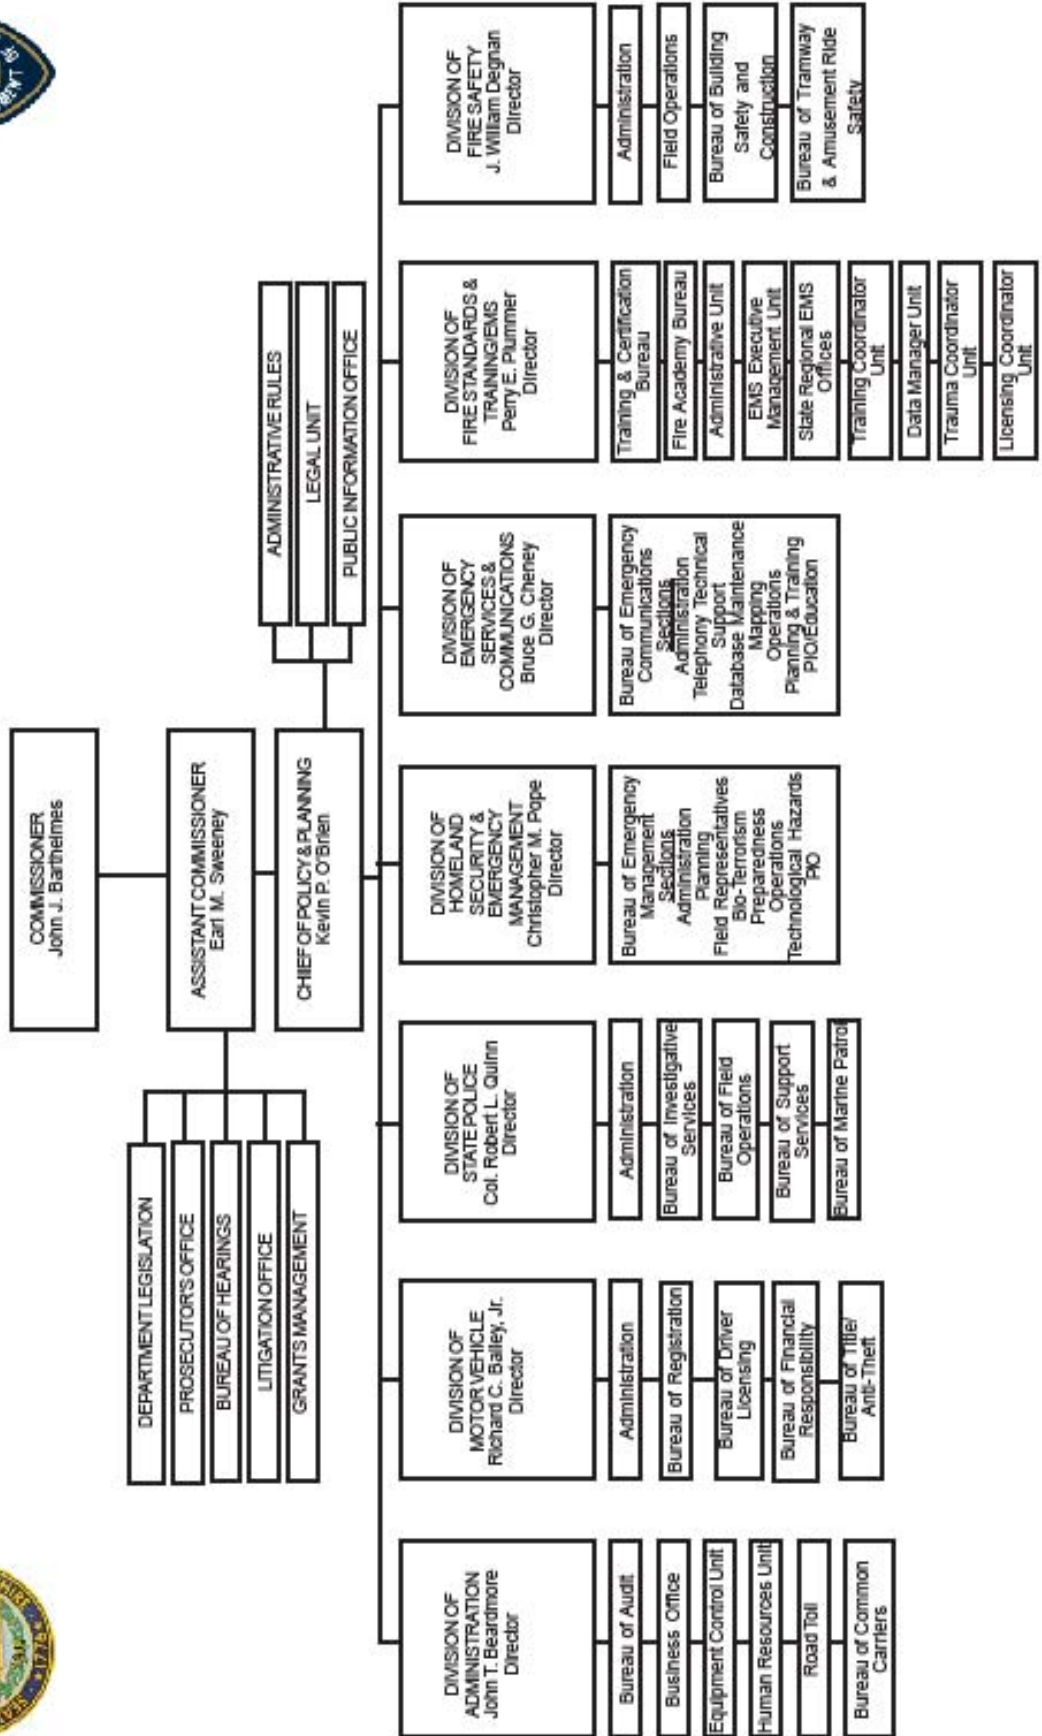 COMMISSIONER
John J. Barthelmes
ASSISTANT COMMISSIONER
Earl M. Sweeney
CHIEF OF POLICY & PLANNING
Kevin P. O'Brien
DEPARTMENT LEGISLATION
PROSECUTOR'S OFFICE
BUREAU OF HEARINGS
LITIGATION OFFICE
GRANTS MANAGEMENT
ADMINISTRATIVE RULES
LEGAL UNIT
PUBLIC INFORMATION OFFICE
DIVISION OF
ADMINISTRATION
John T. Beardmore
Director
Bureau of Audit
Business Office
Equipment Control Unit
Human Resources Unit
Road Toll
Bureau of Common
Carriers
DIVISION OF
MOTOR VEHICLE
Richard C. Bailey, Jr.
Director
Administration
Bureau of Registration
Bureau of Driver
Licensing
Bureau of Financial
Responsibility
Bureau of Title/
Anti-Theft
DIVISION OF
STATE POLICE
Col. Robert L. Quinn
Director
Administration
Bureau of Investigative
Services
Bureau of Field
Operations
Bureau of Support
Services
Bureau of Marine Patrol
DIVISION OF
HOMELAND
SECURITY &
EMERGENCY
MANAGEMENT
Christopher M. Pope
Director
Bureau of Emergency
Management
Sections
Administration
Planning
Field Representatives
Bio-Terrorism
Preparedness
Operations
Technological Hazards
PIO
DIVISION OF
EMERGENCY
SERVICES &
COMMUNICATIONS
Bruce G. Cheney
Director
Bureau of Emergency
Communications
Sections
Administration
Telephony Technical
Support
Database Maintenance
Mapping
Operations
Planning & Training
PIO/Education
DIVISION OF
FIRE STANDARDS &
TRAINING/EMS
Perry E. Plummer
Director
Training & Certification
Bureau
Fire Academy Bureau
Administrative Unit
EMS Executive
Management Unit
State Regional EMS
Offices
Training Coordinator
Unit
Data Manager Unit
Trauma Coordinator
Unit
Licensing Coordinator
Unit
DIVISION OF
FIRE SAFETY
J. William Degnan
Director
Administration
Field Operations
Bureau of Building
Safety and
Construction
Bureau of Tramway
& Amusement Ride
Safety
1776